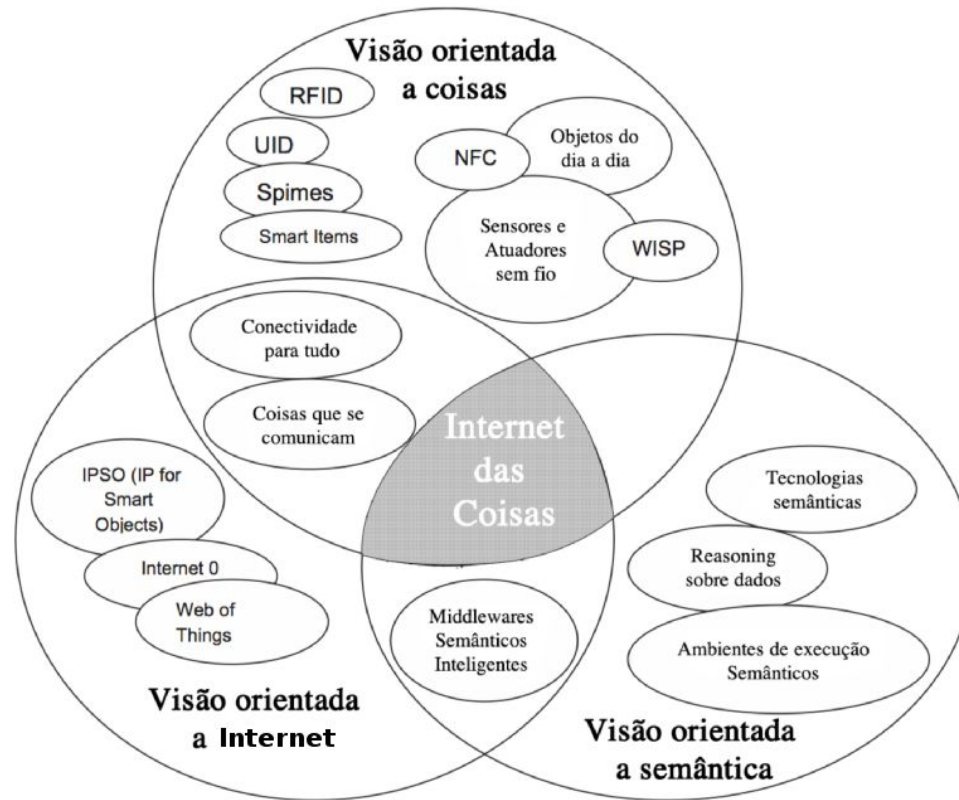 Visão orientada
a coisas
RFID
UID
Spimes
Smart Items
NFC
Objetos do
dia a dia
Sensores e
Atuadores
sem fio
WISP
Conectividade
para tudo
Coisas que se
comunicam
Internet
das
Coisas
IPSO (IP for
Smart
Objects)
Internet 0
Web of
Things
Visão orientada
a Internet
Middlewares
Semânticos
Inteligentes
Tecnologias
semânticas
Reasoning
sobre dados
Ambientes de execução
Semânticos
Visão orientada
a semântica